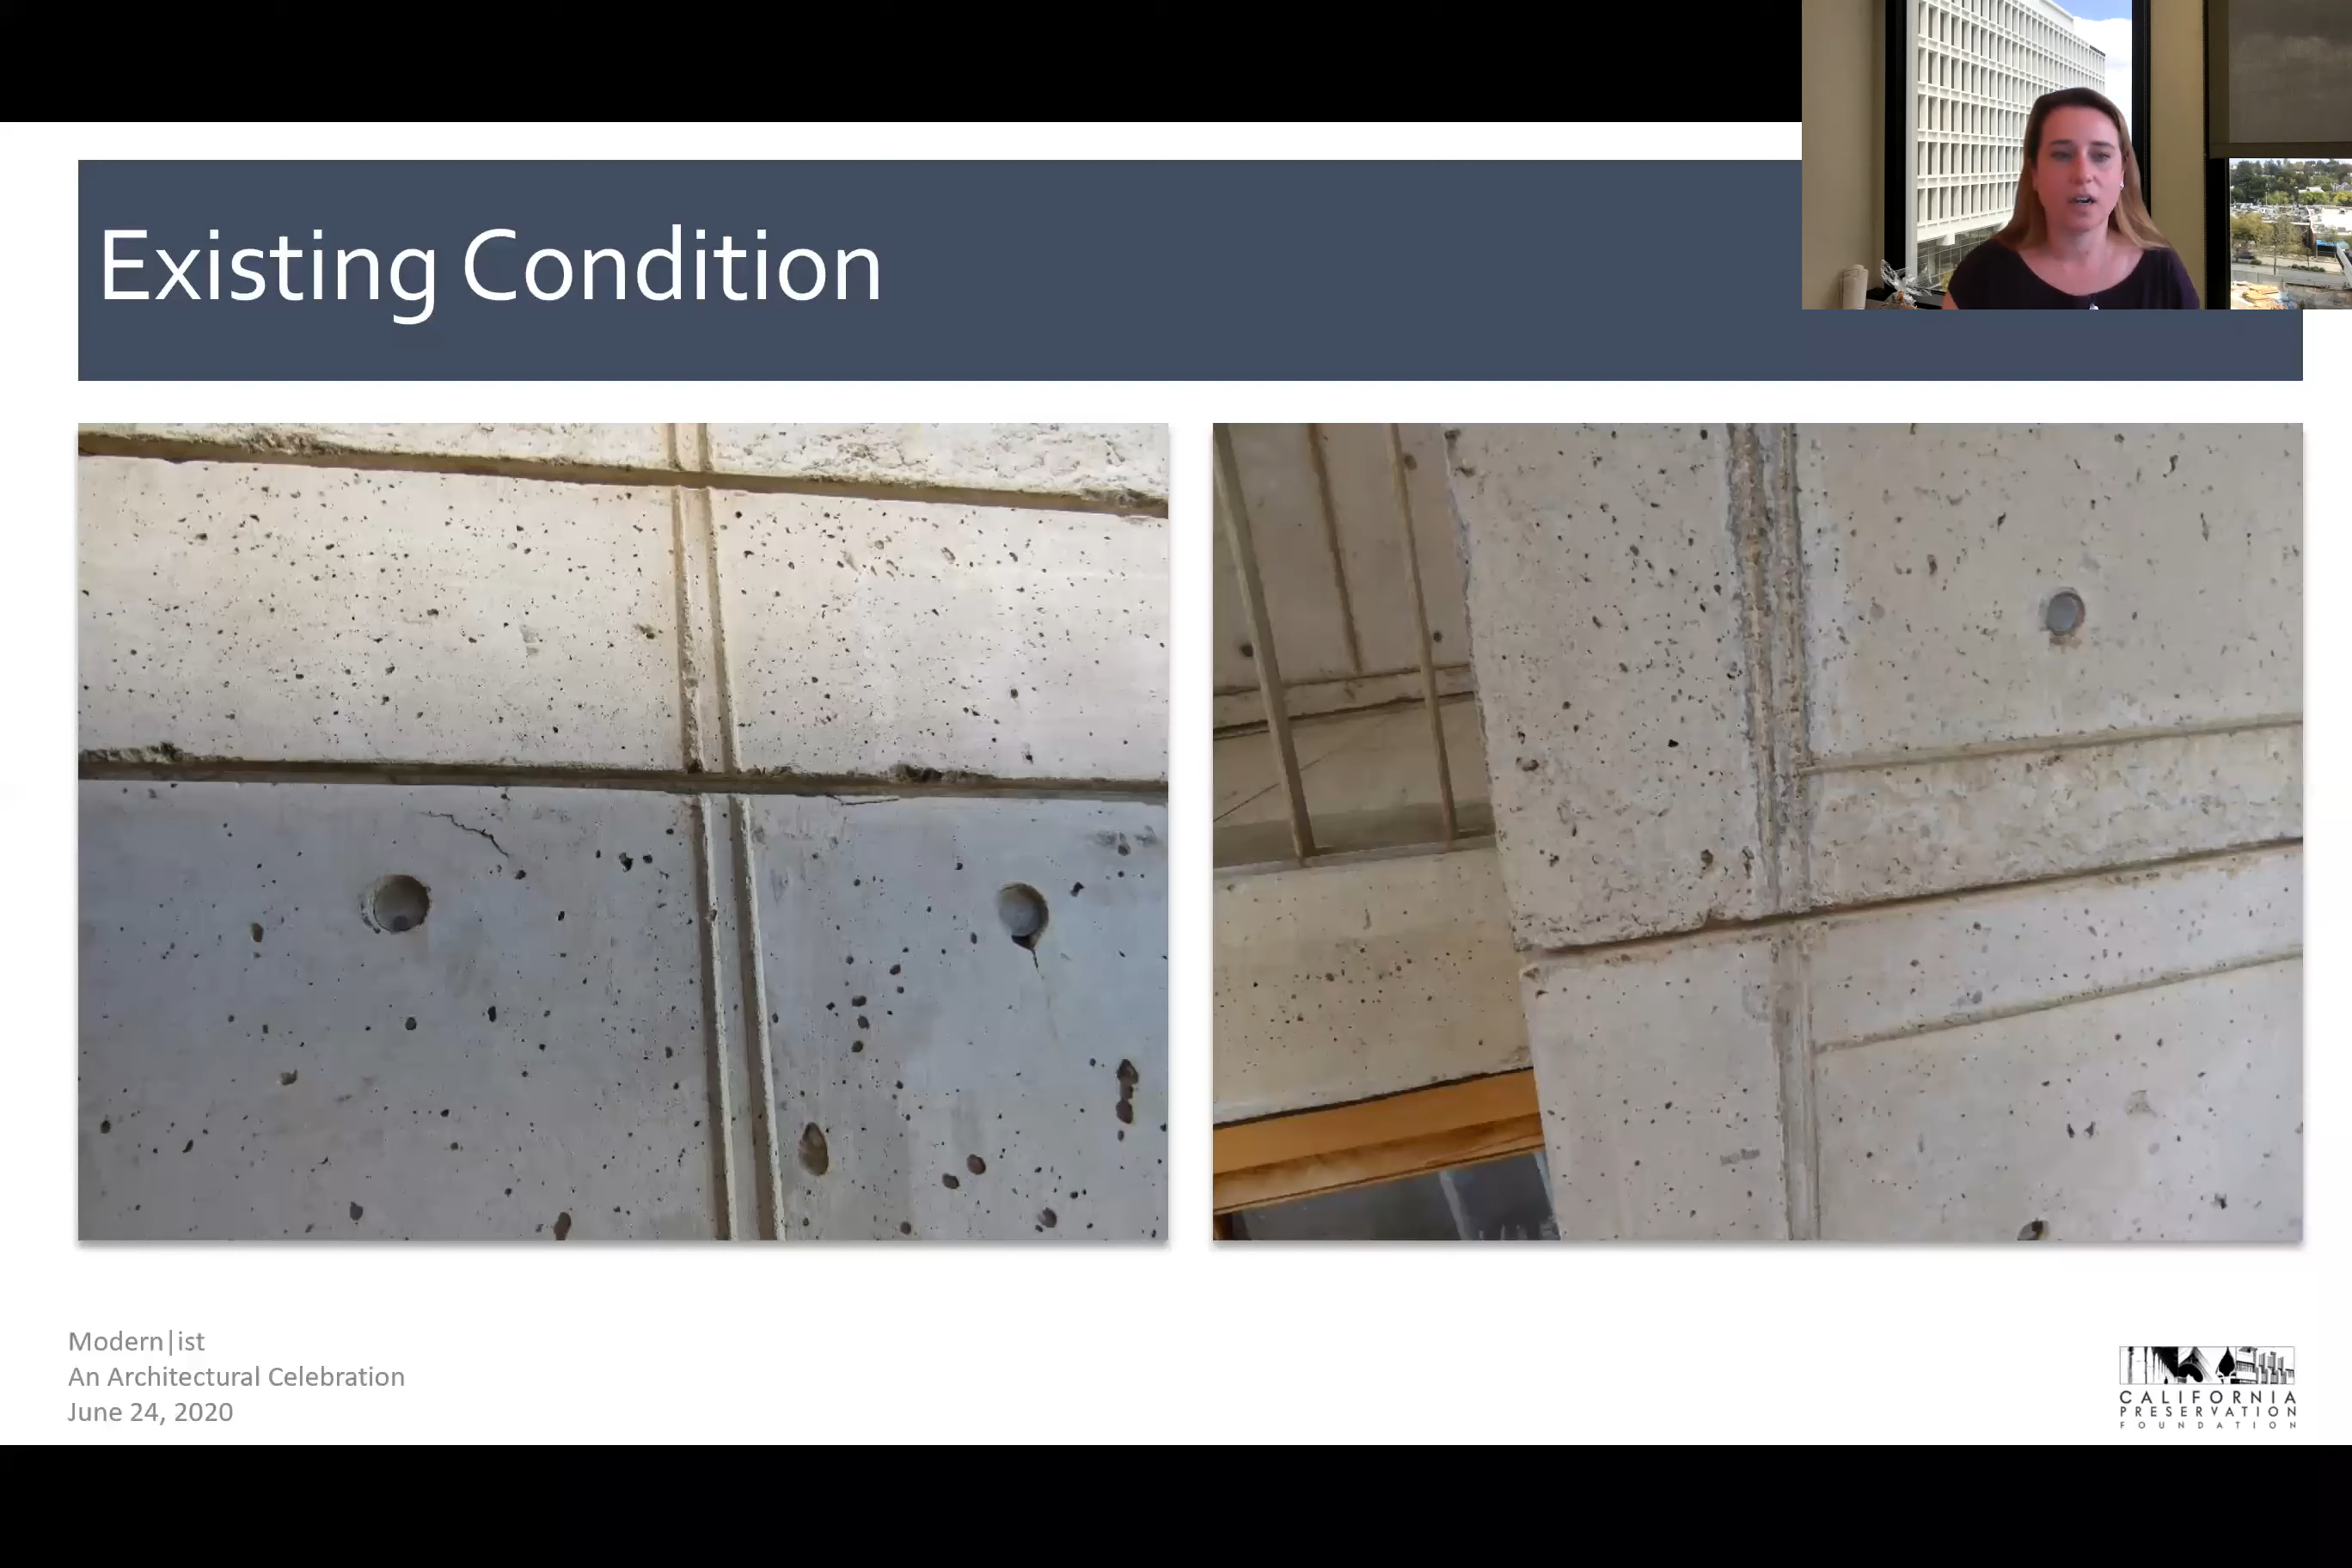 Existing Condition
Modern|ist
An Architectural Celebration
June 24, 2020
CALIFORNIA
PRESERVATION
FOUNDATION